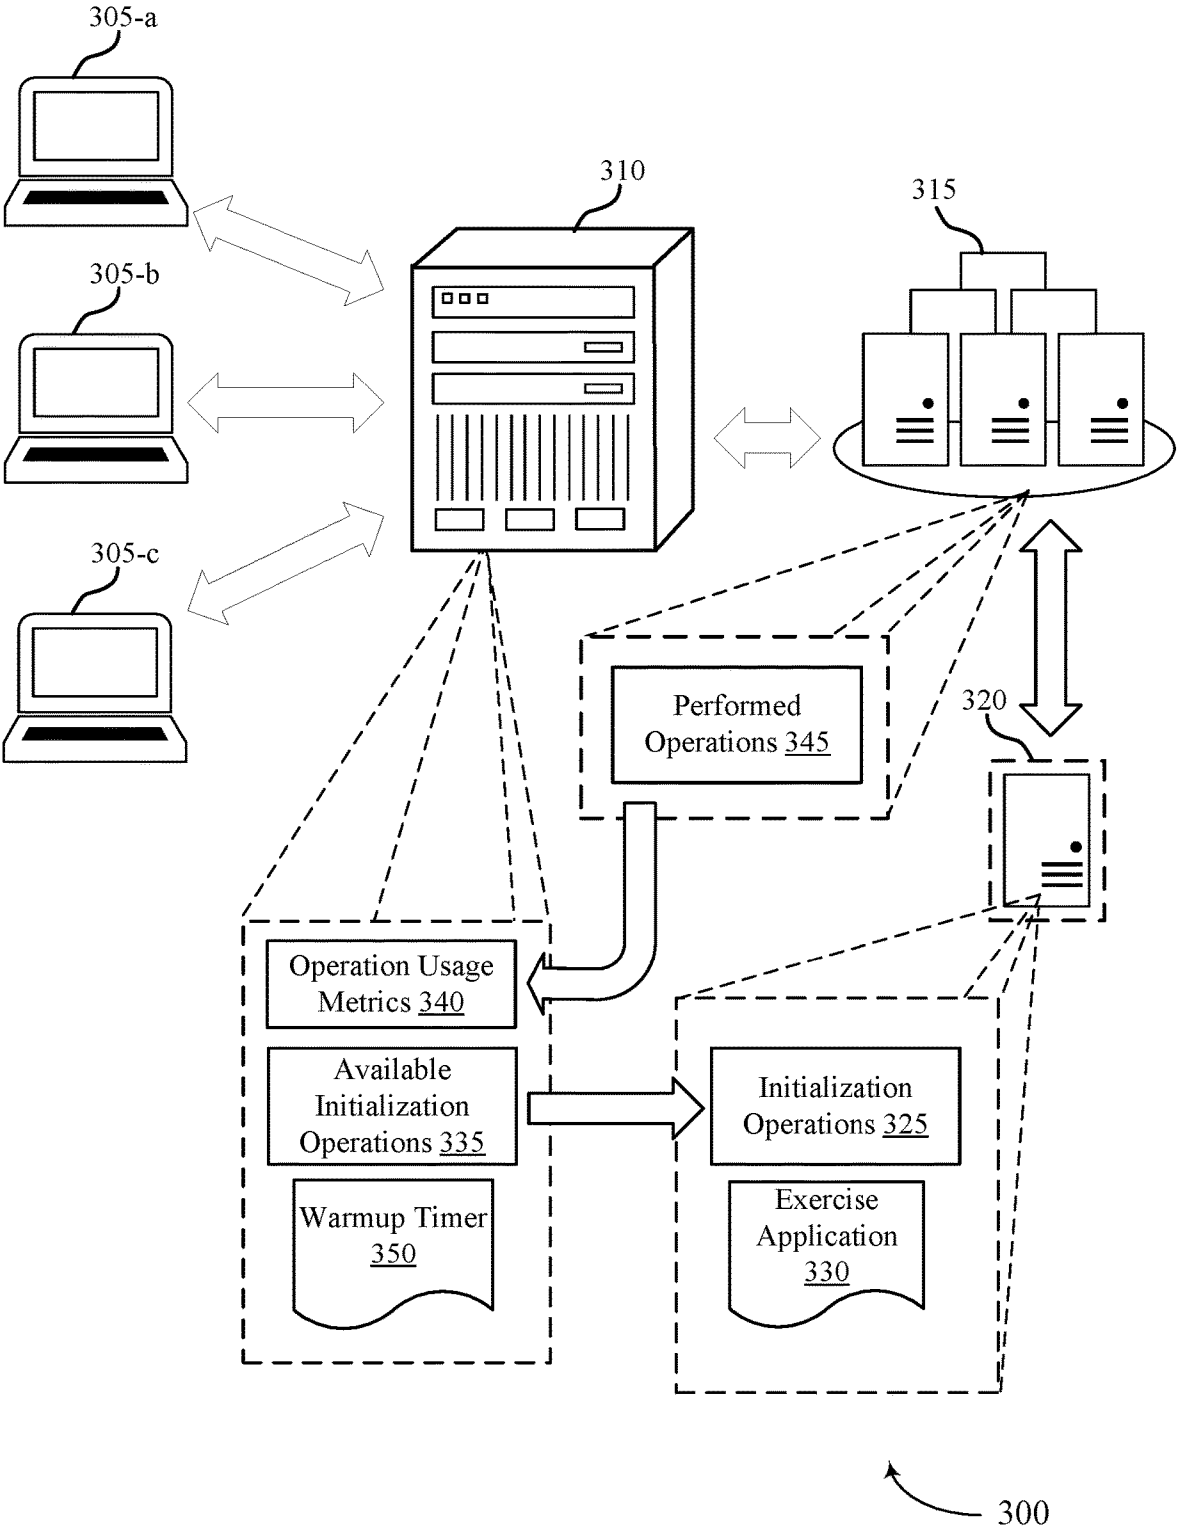 305-a
310
315
305-b
305-c
Performed
Operations 345
320
Operation Usage
Metrics 340
Available
Initialization
Operations 335
Initialization
Operations 325
Warmup Timer
350
Exercise
Application
330
300